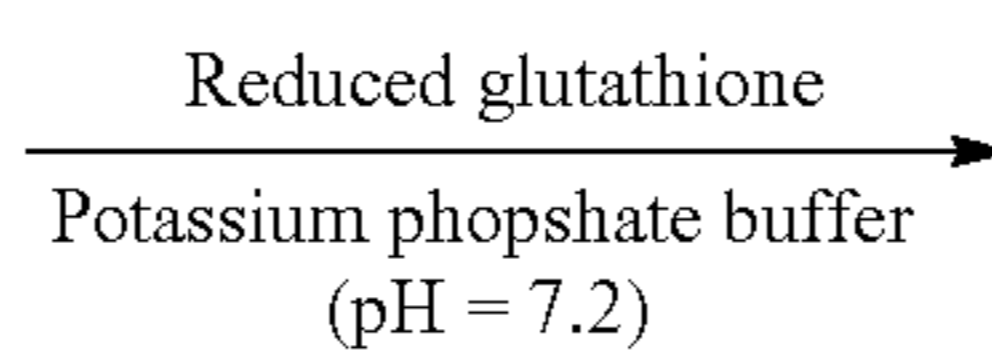 Reduced glutathione
Potassium phopshate buffer
(pH = 7.2)